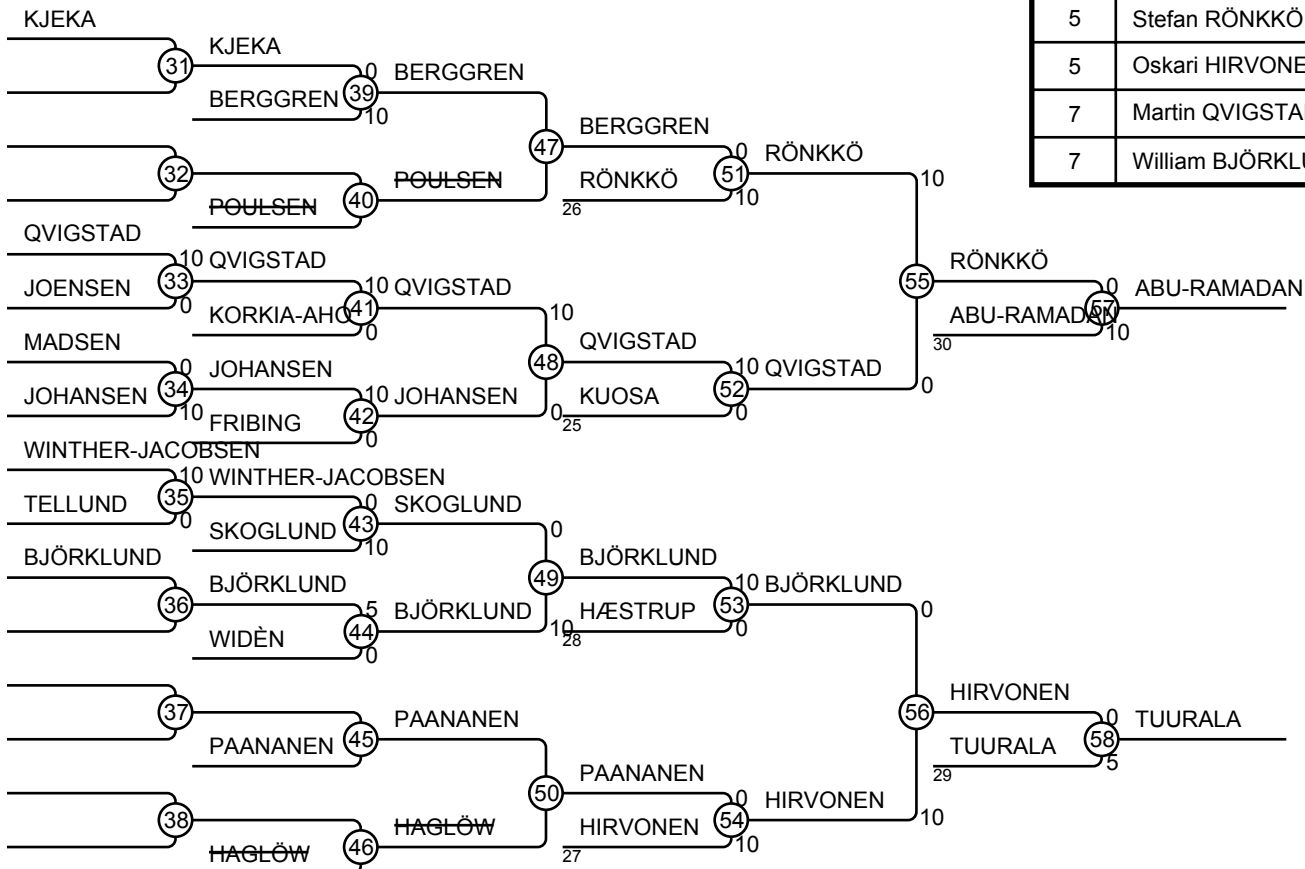 KJEKA
5 Stefan RÖNKKÖ
31
KJEKA
0
BERGGREN
5 Oskari HIRVONE
BERGGREN
39
10
BERGGREN
7 Martin QVIGSTA
47
0
RÖNKKÖ
32
POULSEN
RÖNKKÖ
51
10
7 William BJÖRKLU
POULSEN
40
26
10
QVIGSTAD
10
QVIGSTAD
33
RÖNKKÖ
JOENSEN
0
10
QVIGSTAD
55
0
ABU-RAMADAN
KORKIA-AHO
41
0
10
ABU-RAMADAN
57
10
30
MADSEN
0
JOHANSEN
QVIGSTAD
10
QVIGSTAD
34
48
52
0
JOHANSEN
10
10
JOHANSEN
KUOSA
0
FRIBING
42
0
0
25
WINTHER-JACOBSEN
10
WINTHER-JACOBSEN
35
TELLUND
0
0
SKOGLUND
SKOGLUND
43
10
0
BJÖRKLUND
BJÖRKLUND
BJÖRKLUND
49
10
BJÖRKLUND
36
5
BJÖRKLUND
HÆSTRUP
53
0
0
WIDÈN
44
0
10
28
HIRVONEN
37
PAANANEN
56
0
TUURALA
PAANANEN
45
TUURALA
58
5
29
PAANANEN
50
0
HIRVONEN
38
HAGLÖW
HIRVONEN
54
10
10
HAGLÖW
46
27